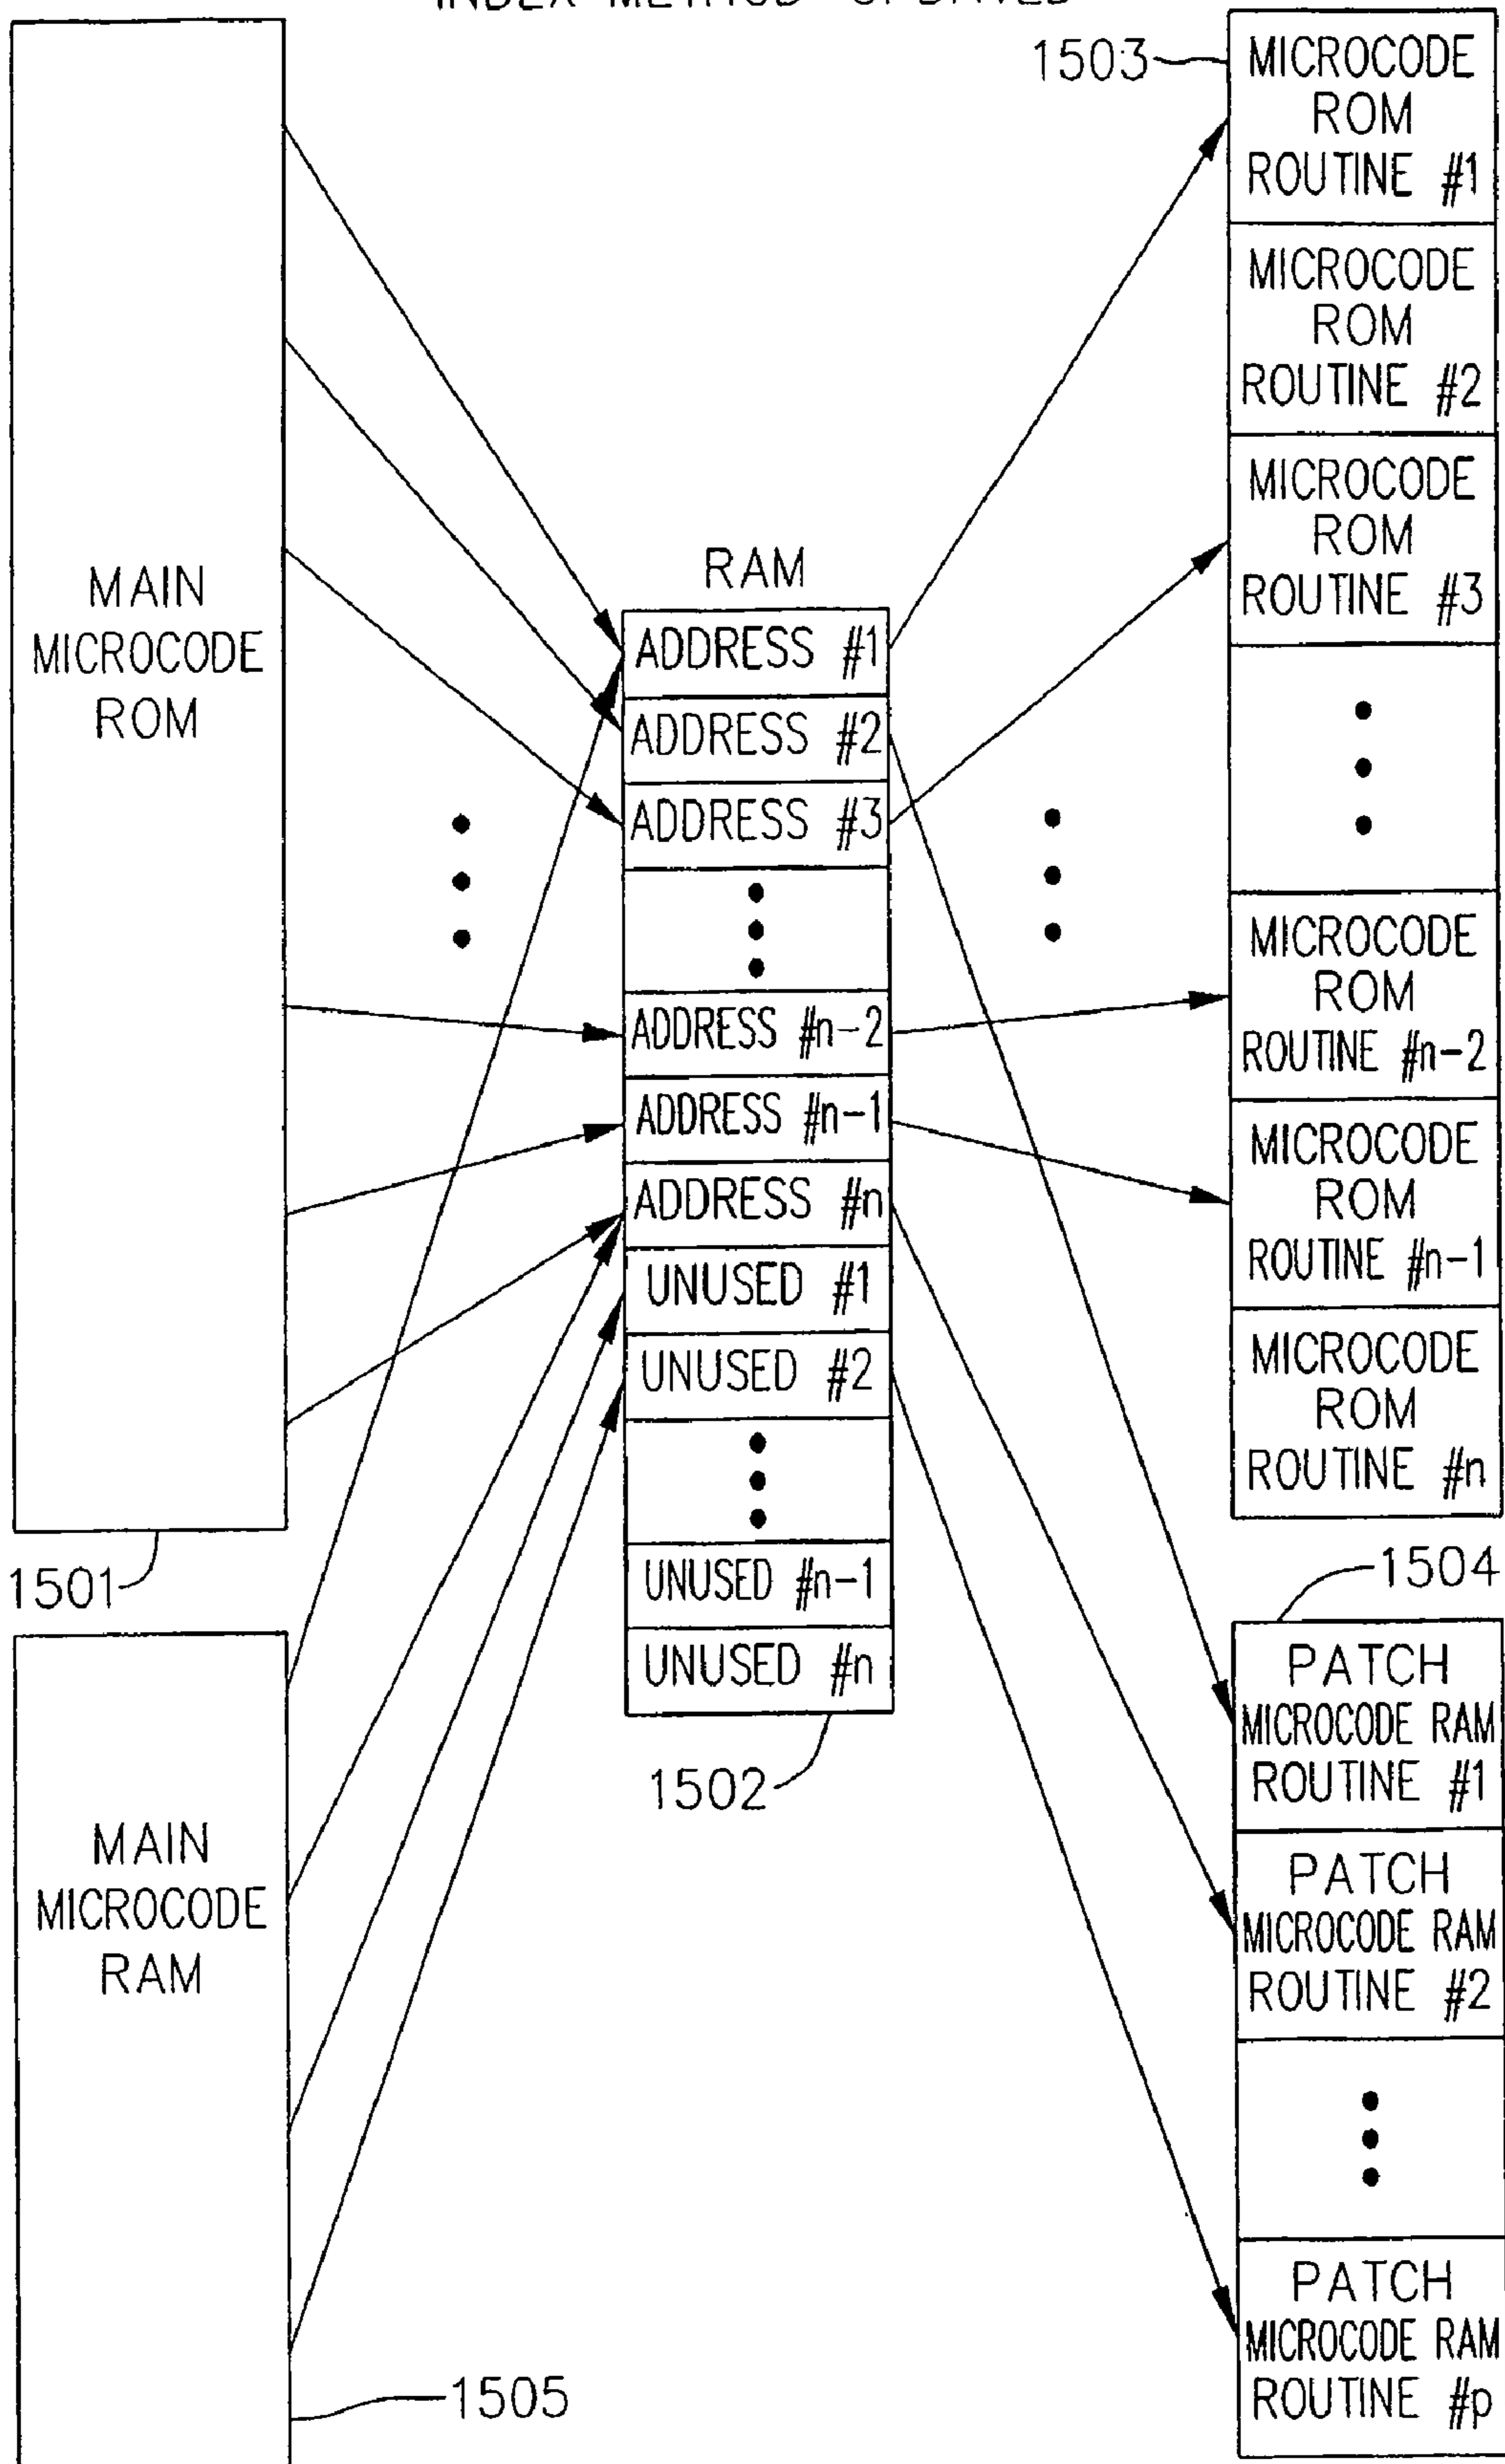 INDEX METHOD UPDATED
1503
MICROCODE
ROM
ROUTINE #1
MICROCODE
ROM
ROUTINE #2
MICROCODE
ROM
ROUTINE #3
MICROCODE
ROM
ROUTINE #n-2
MICROCODE
ROM
ROUTINE #n-1
MICROCODE
ROM
ROUTINE #n
MAIN
MICROCODE
ROM
1501
RAM
ADDRESS #1
ADDRESS #2
ADDRESS #3
ADDRESS #n-2
ADDRESS #n-1
ADDRESS #n
UNUSED #1
UNUSED #2
UNUSED #n-1
UNUSED #n
1502
1504
PATCH
MICROCODE RAM
ROUTINE #1
PATCH
MICROCODE RAM
ROUTINE #2
PATCH
MICROCODE RAM
ROUTINE #p
MAIN
MICROCODE
RAM
1505